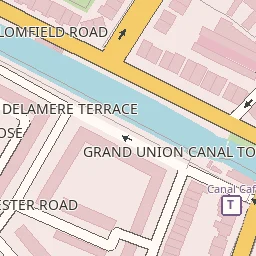 LOMFIELD ROAD
DELAMERE TERRACE
OSE
GRAND UNION CANAL TO
Canal Caf
T
ESTER ROAD